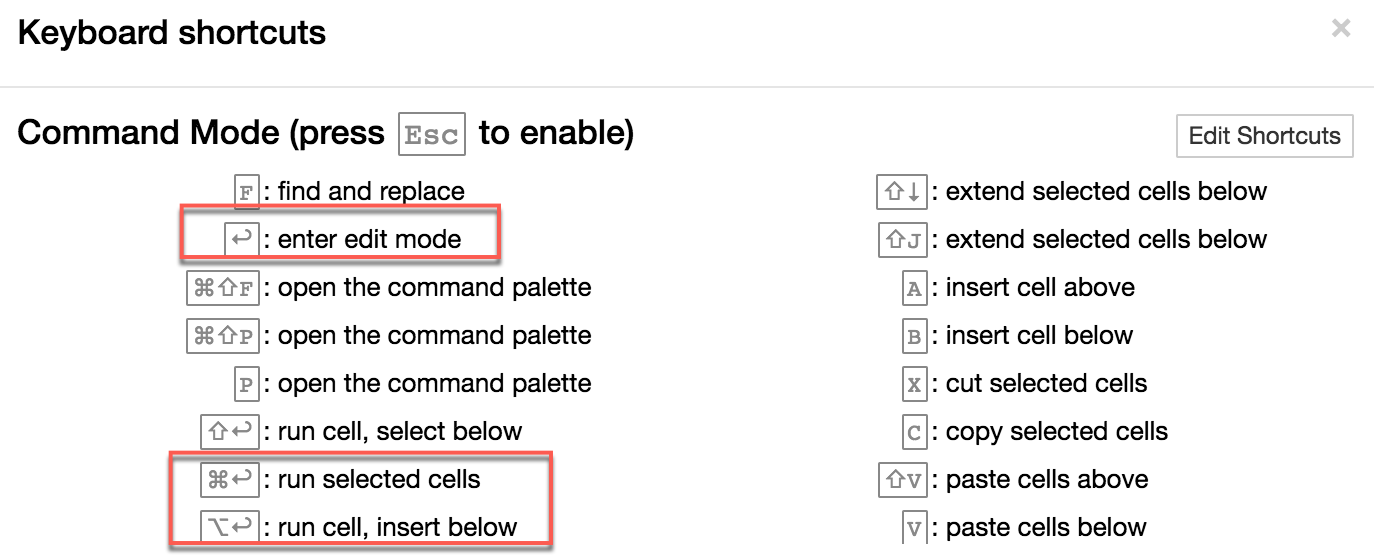 Keyboard shortcuts ×
Command Mode (press Esc to enable)
Edit Shortcuts
F : find and replace
↩ : enter edit mode
⌘⇧F : open the command palette
⌘⇧P : open the command palette
P : open the command palette
⇧↩ : run cell, select below
⌘↩ : run selected cells
⌥↩ : run cell, insert below
⇧↓ : extend selected cells below
⇧J : extend selected cells below
A : insert cell above
B : insert cell below
X : cut selected cells
C : copy selected cells
⇧V : paste cells above
V : paste cells below